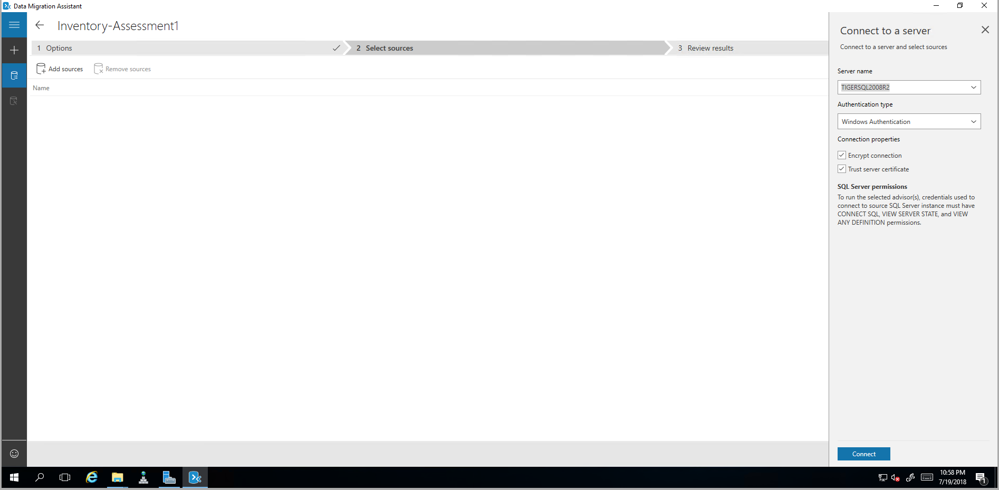 Data Migration Assistant
Inventory-Assessment1
1 Options
2 Select sources
3 Review results
Add sources
Remove sources
Name
Connect to a server
Connect to a server and select sources
Server name
TIGERSQL2008R2
Authentication type
Windows Authentication
Connection properties
Encrypt connection
Trust server certificate
SQL Server permissions
To run the selected advisor(s), credentials used to
connect to source SQL Server instance must have
CONNECT SQL, VIEW SERVER STATE, and VIEW
ANY DEFINITION permissions.
Connect
10:58 PM
7/19/2018
1